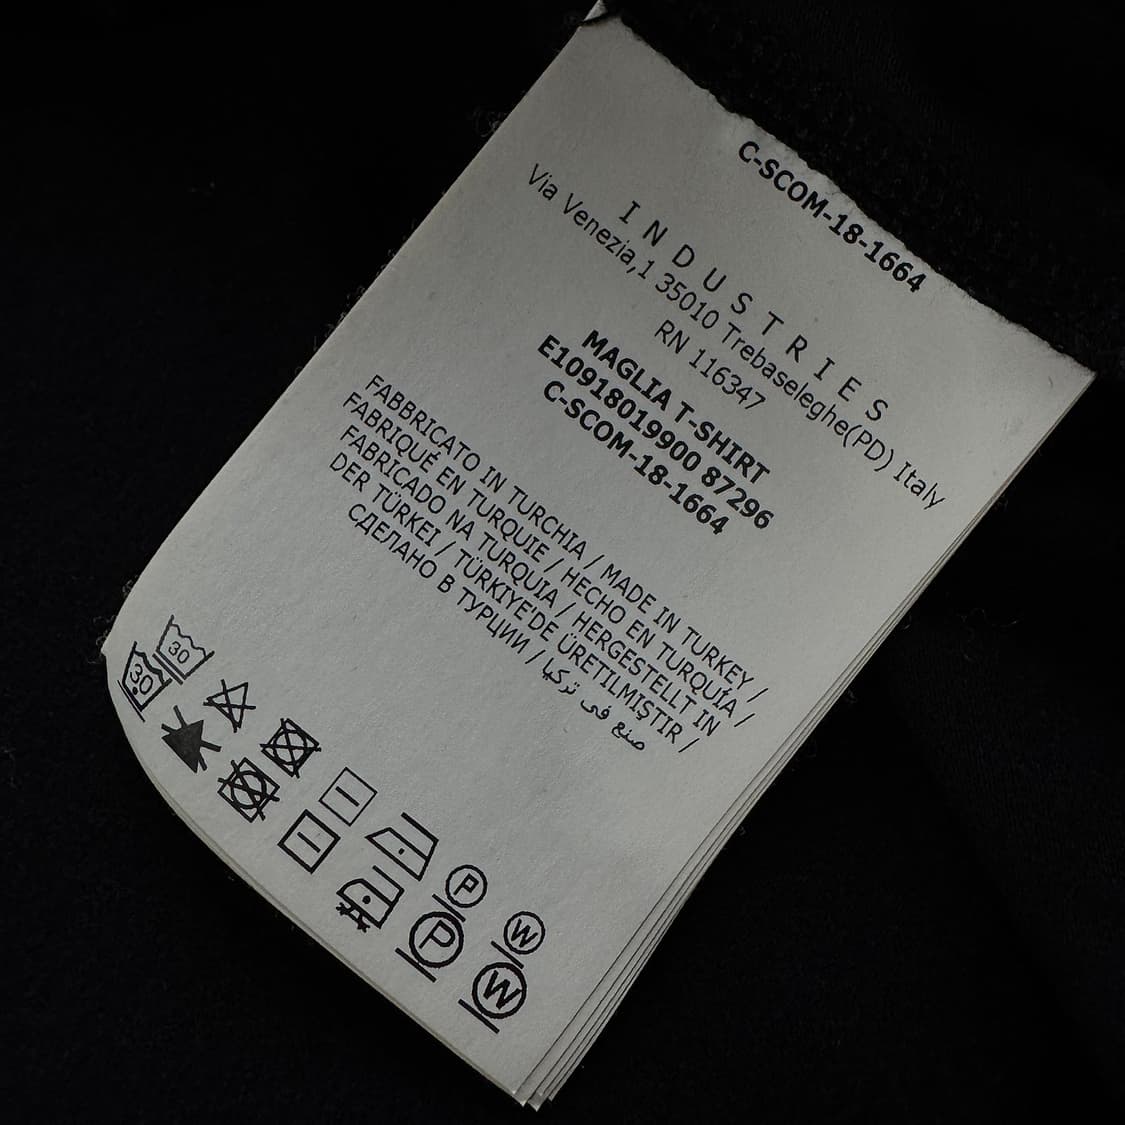 C-SCOM-18-1664
INDUSTRIES
Via Venezia,1 35010 Trebaseleghe(PD) Italy
RN 116347
MAGLIA T-SHIRT
E10918019900 87296
C-SCOM-18-1664
FABBRICATO IN TURCHIA / MADE IN TURKEY /
FABRIQUÉ EN TURQUIE / HECHO EN TURQUÍA /
FABRICADO NA TURQUIA / HERGESTELLT IN
DER TÜRKEI / TÜRKIYE'DE ÜRETILMIŞTIR /
СДЕЛАНО В ТУРЦИИ / صنع في تركيا
30
30
P
W
P
W